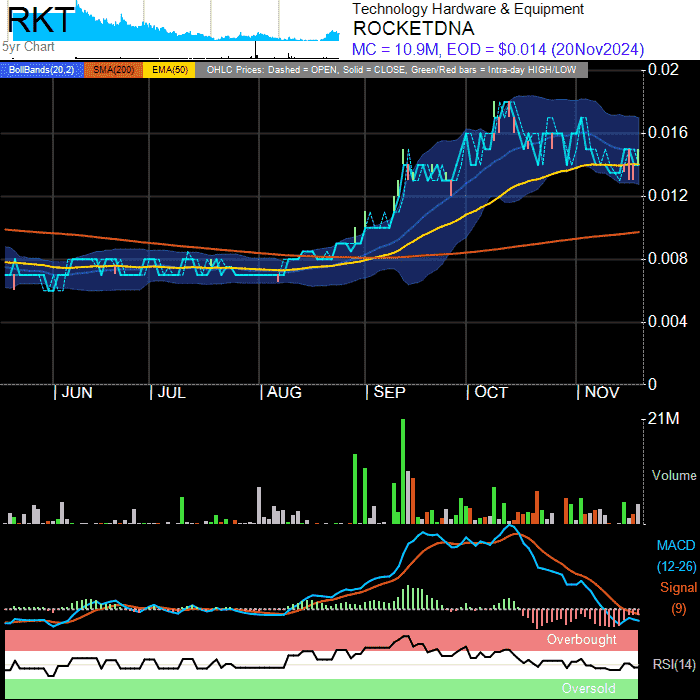 RKT
5yr Chart
Technology Hardware & Equipment
ROCKETDNA
MC = 10.9M, EOD = $0.014 (20Nov2024)
BollBands(20,2) SMA(200) EMA(50) OHLC Prices: Dashed = OPEN, Solid = CLOSE, Green/Red bars = Intra-day HIGH/LOW
0.02
0.016
0.012
0.008
0.004
0
JUN JUL AUG SEP OCT NOV
21M
Volume
MACD
(12-26)
Signal
(9)
Overbought
RSI(14)
Oversold